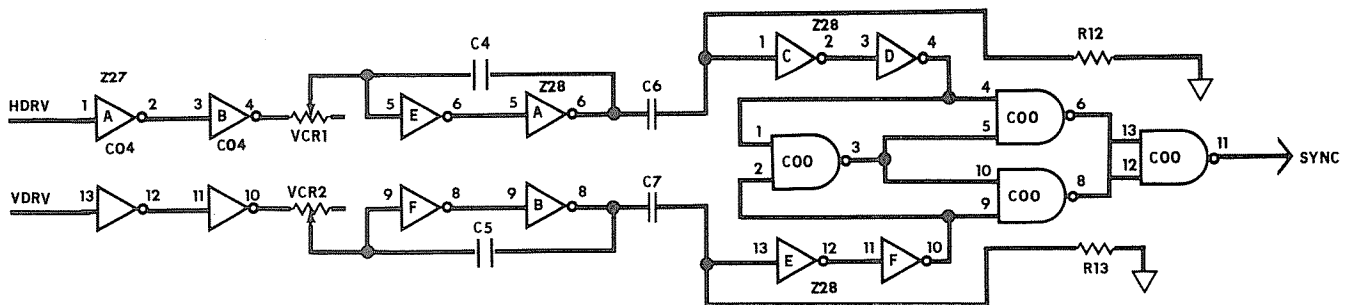 Z27
HDRV
1
A
2
3
B
4
C04
C04
VCR1
C4
5
E
6
5
Z28
A
6
C6
Z28
1
C
2
3
D
4
R12
1
2
C00
3
4
5
C00
6
10
9
C00
8
13
12
C00
11
SYNC
VDRV
13
12
11
10
VCR2
9
F
8
9
B
8
C5
C7
13
E
12
11
F
10
Z28
R13